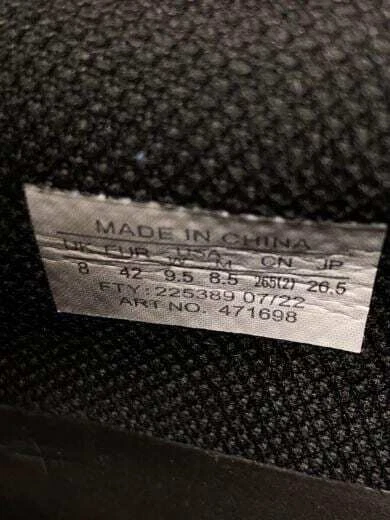 MADE IN CHINA
UK EUR USA CN JP
W M
8 42 9.5 8.5 265(2) 26.5
FTY: 225389 07/22
ART NO. 471698